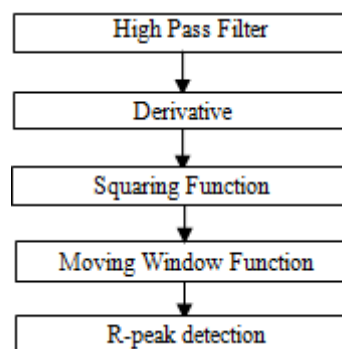 High Pass Filter
Derivative
Squaring Function
Moving Window Function
R-peak detection